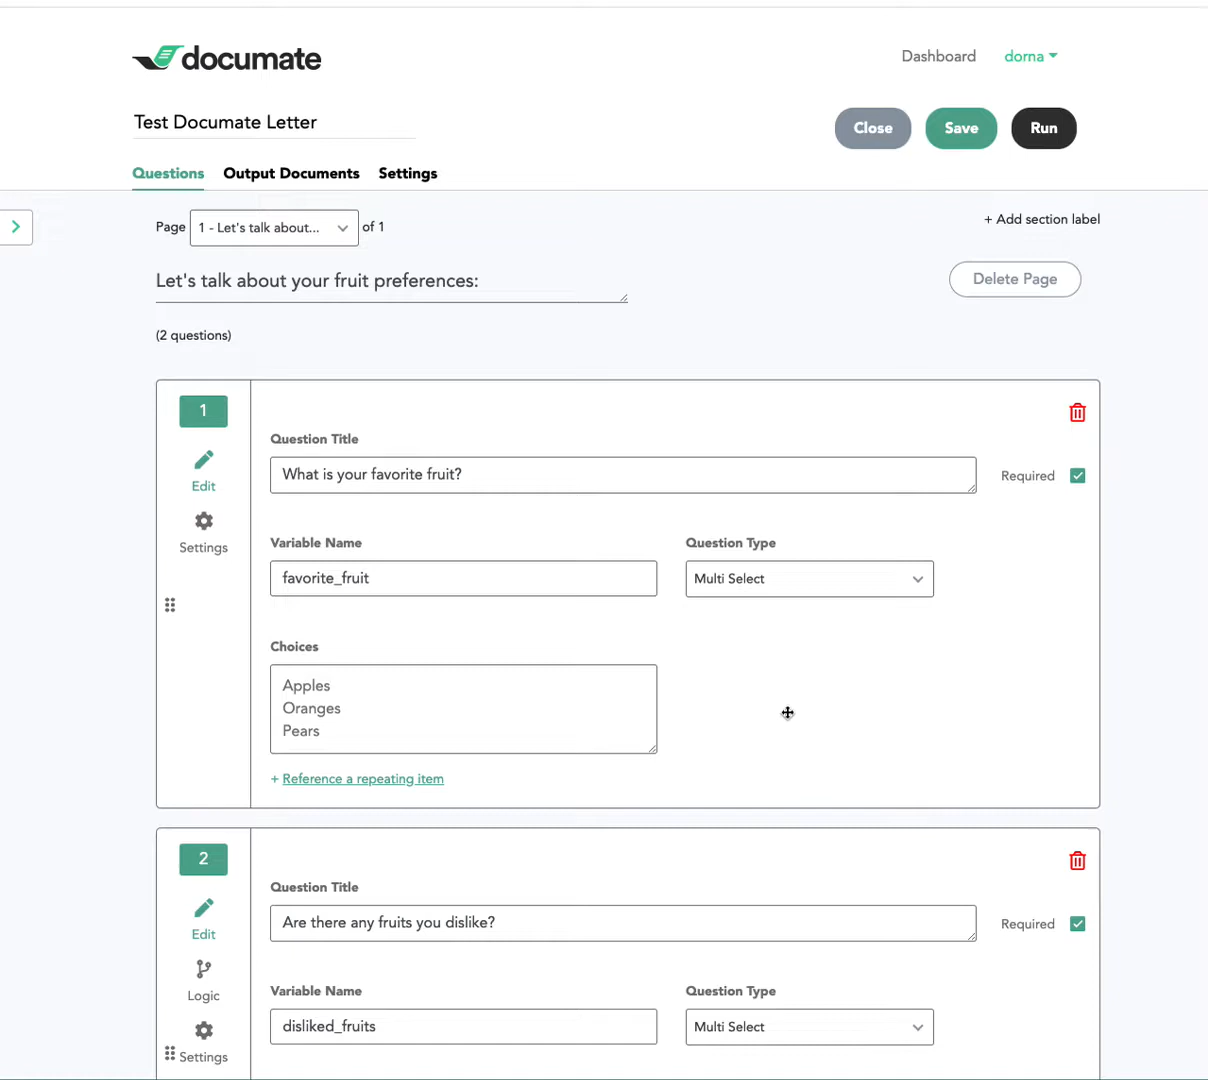 documate
Dashboard
dorna
Test Documate Letter
Close
Save
Run
Questions
Output Documents
Settings
Page
1 - Let's talk about...
of 1
+ Add section label
Let's talk about your fruit preferences:
Delete Page
(2 questions)
1
Edit
Settings
Question Title
What is your favorite fruit?
Required
Variable Name
Question Type
favorite_fruit
Multi Select
Choices
Apples
Oranges
Pears
+ Reference a repeating item
2
Edit
Logic
Settings
Question Title
Are there any fruits you dislike?
Required
Variable Name
Question Type
disliked_fruits
Multi Select